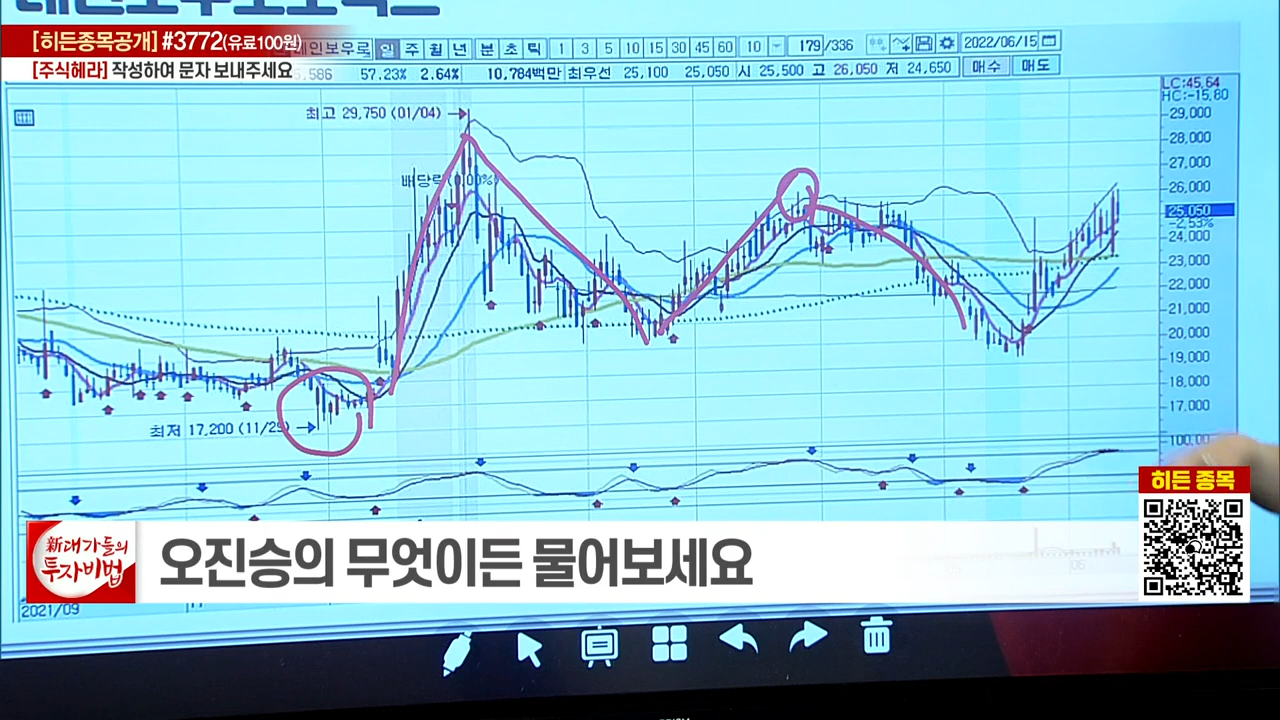 [히든종목공개] #3772(유료100원)
[주식헤라] 작성하여 문자 보내주세요
일 주 월 년 분 초 틱 1 3 5 10 15 30 45 60 10 179/336 2022/06/15
57.23% 2.64% 10,784백만 최우선 25,100 25,050 시 25,500 고 26,050 저 24,650 매수 매도
LC:45.64
HC:-15.80
최고 29,750 (01/04)
29,000
28,000
27,000
배당락(0.00%)
26,000
25,050
-2.53%
24,000
23,000
22,000
21,000
20,000
19,000
18,000
17,000
최저 17,200 (11/29)
히든 종목
新대가들의
투자비법
오진승의 무엇이든 물어보세요
2021/09